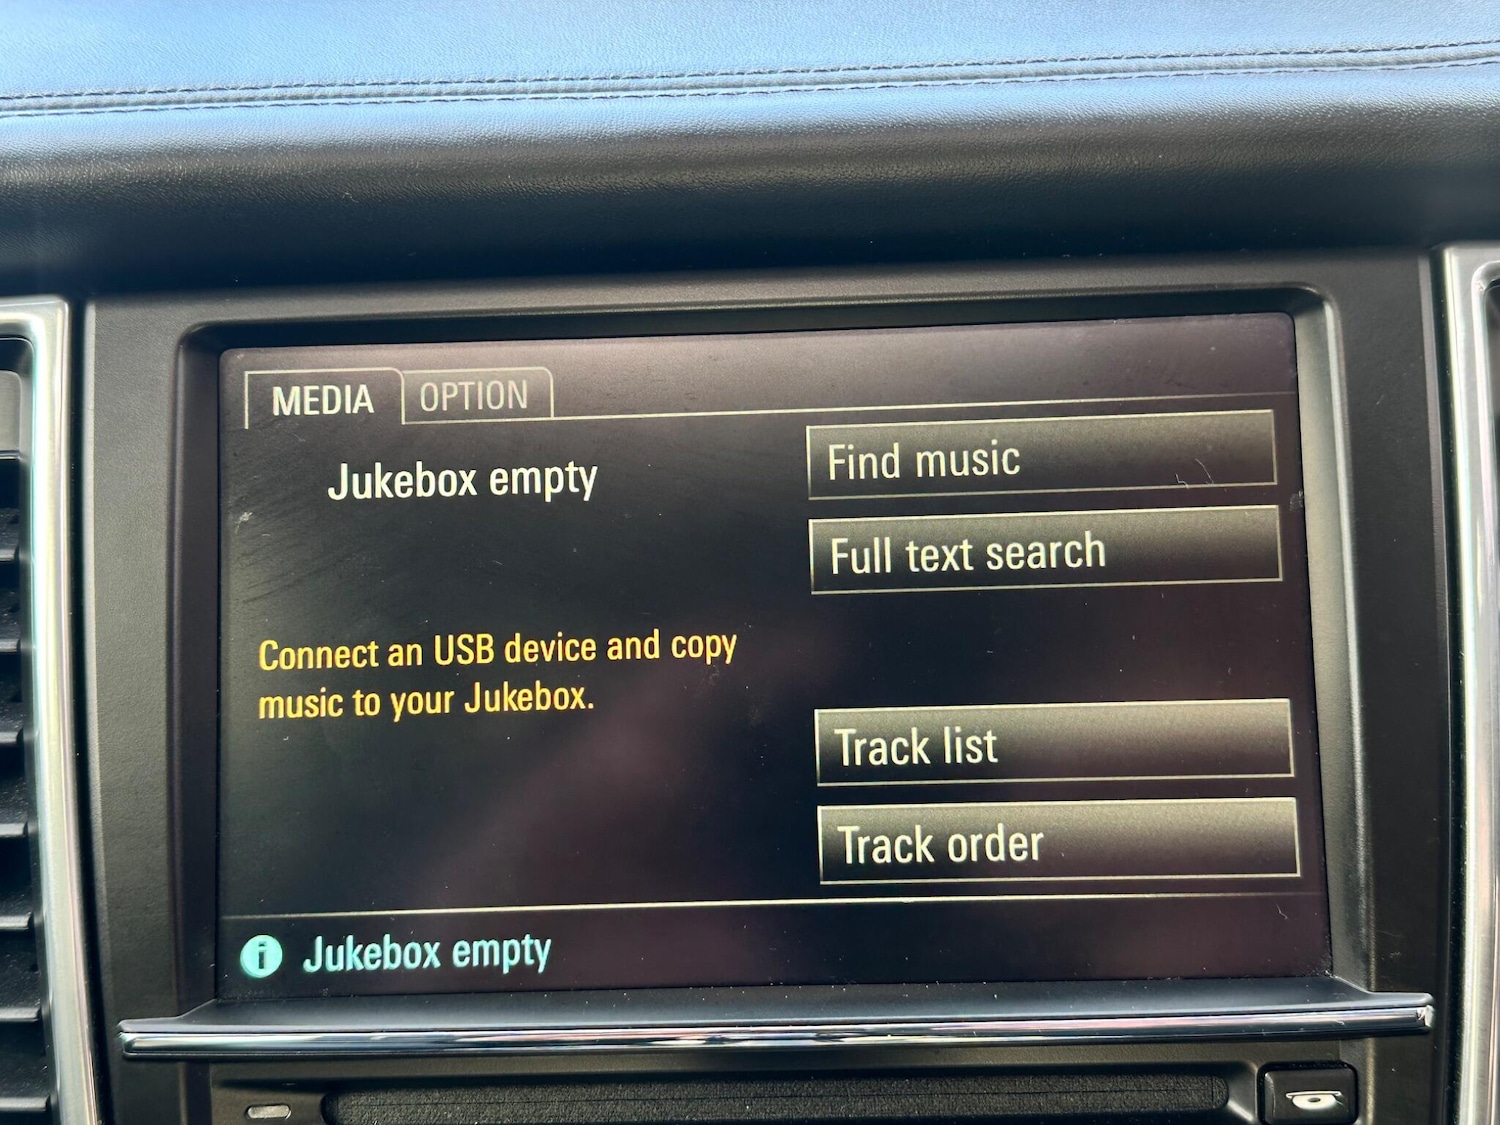 MEDIA OPTION
Jukebox empty
Connect an USB device and copy
music to your Jukebox.
Find music
Full text search
Track list
Track order
i Jukebox empty